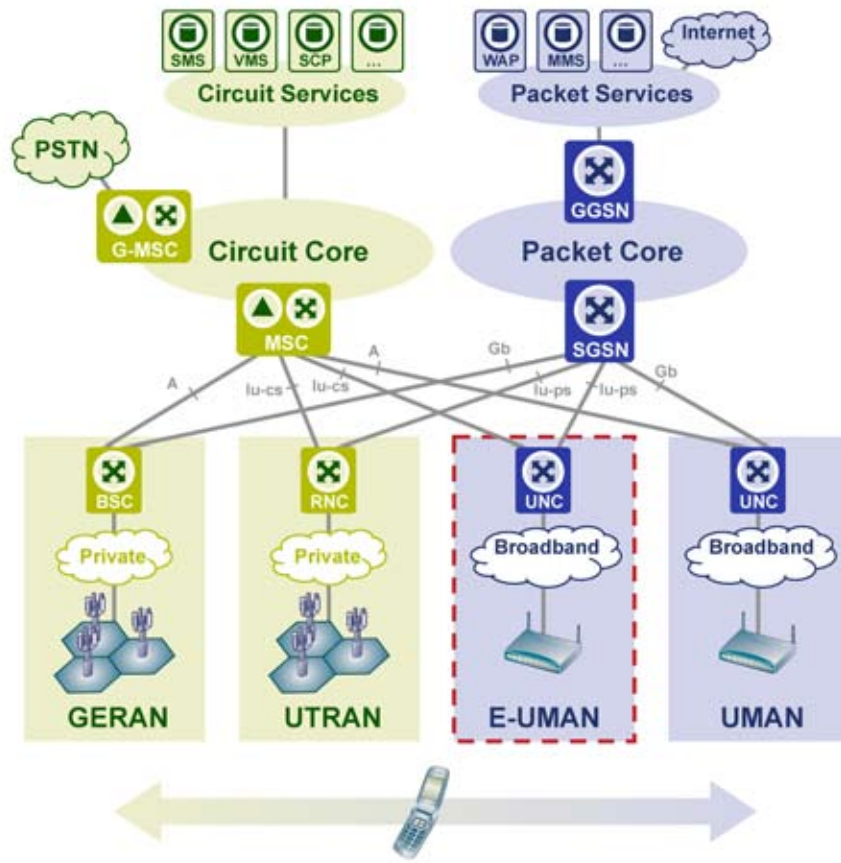 SMS
VMS
SCP
...
WAP
MMS
...
Internet
Circuit Services
Packet Services
PSTN
GGSN
G-MSC
Circuit Core
Packet Core
MSC
SGSN
A
Iu-cs
Iu-cs
A
Gb
Iu-ps
Iu-ps
Gb
BSC
RNC
UNC
UNC
Private
Private
Broadband
Broadband
GERAN
UTRAN
E-UMAN
UMAN